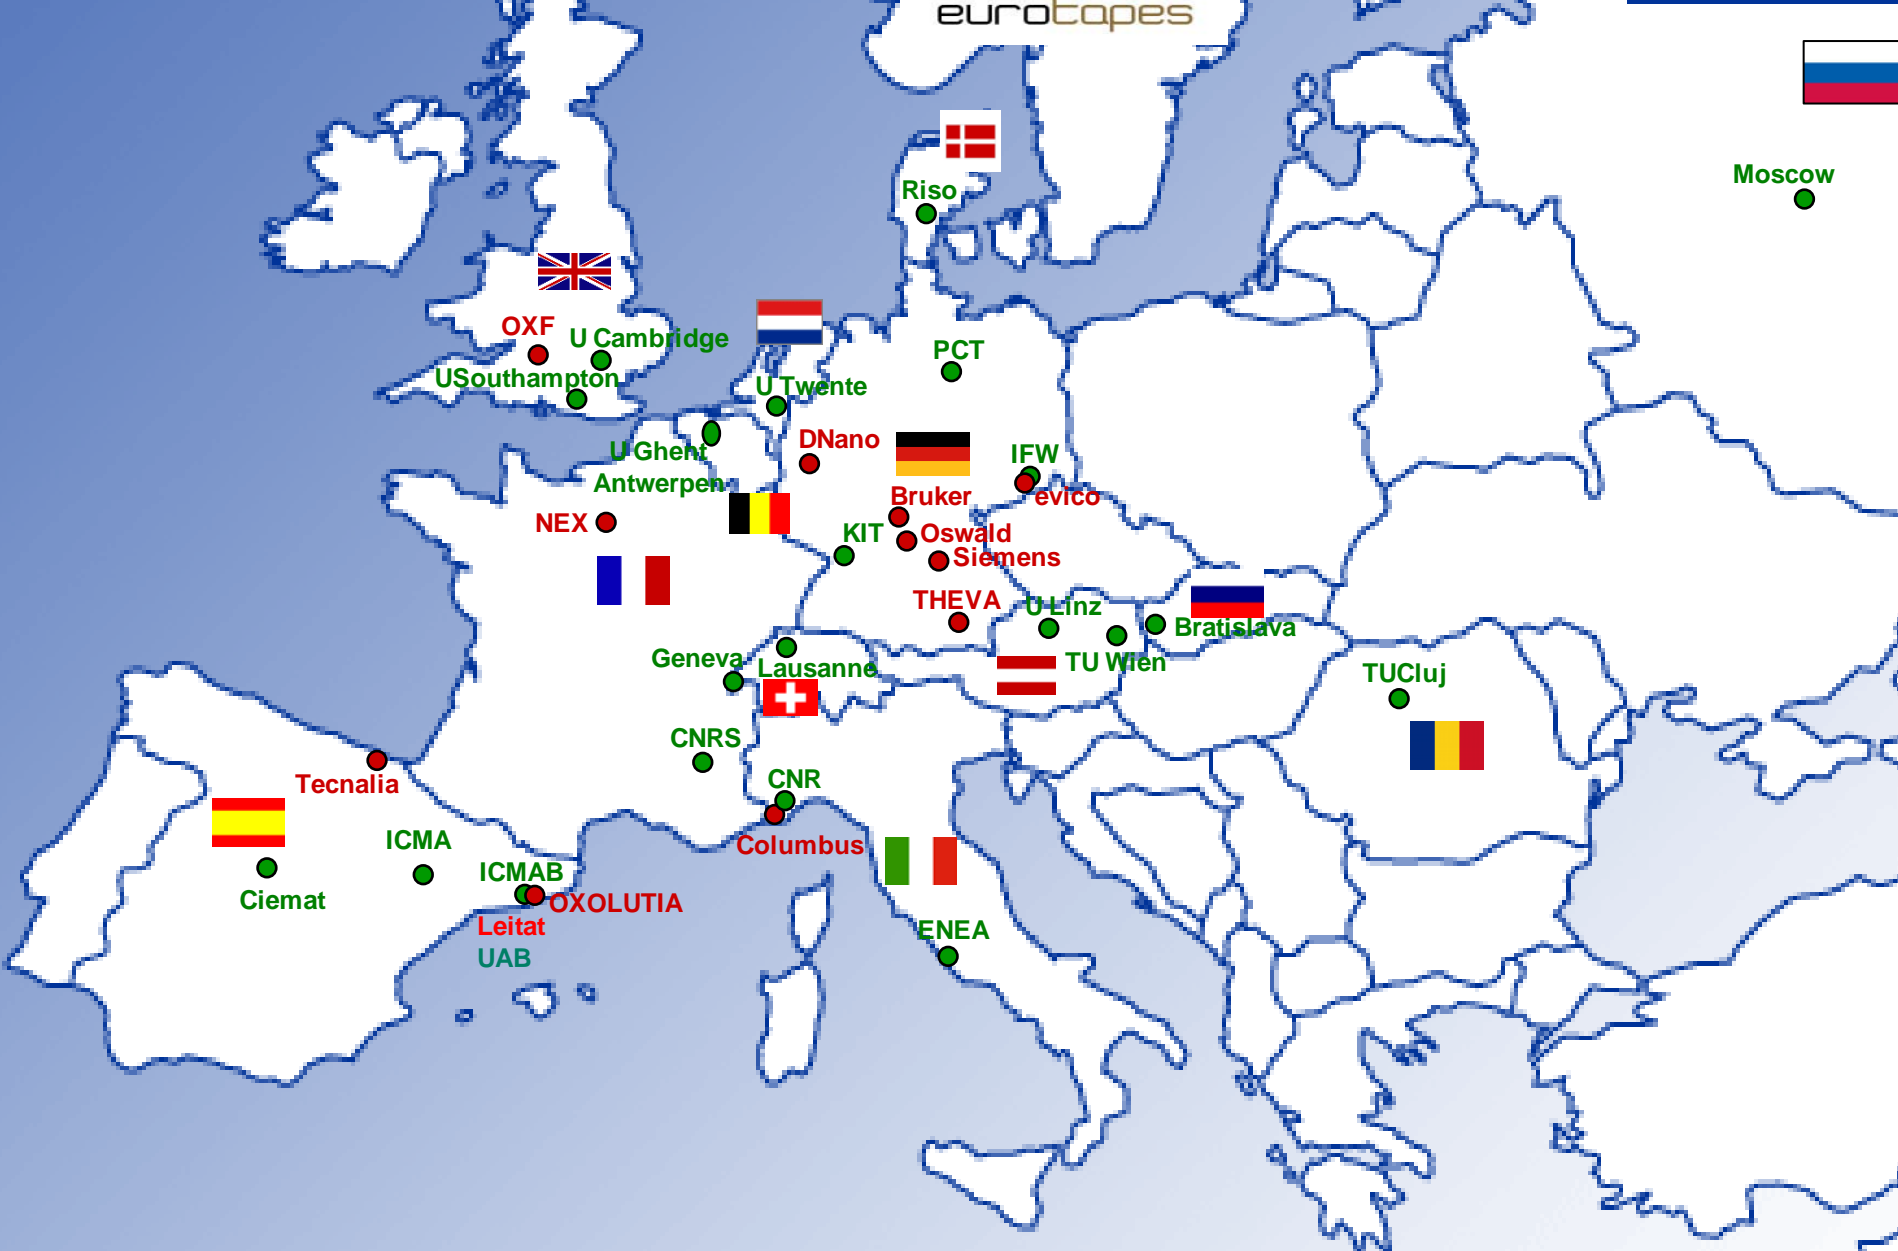 eurotapes
Moscow
Riso
OXF
U Cambridge
PCT
USouthampton
U Twente
DNano
U Ghent
Antwerpen
IFW
evico
Bruker
NEX
KIT
Oswald
Siemens
THEVA
U Linz
Bratislava
Geneva
Lausanne
TU Wien
TUCluj
CNRS
Tecnalia
CNR
Columbus
ICMA
ICMAB
Ciemat
OXOLUTIA
Leitat
ENEA
UAB